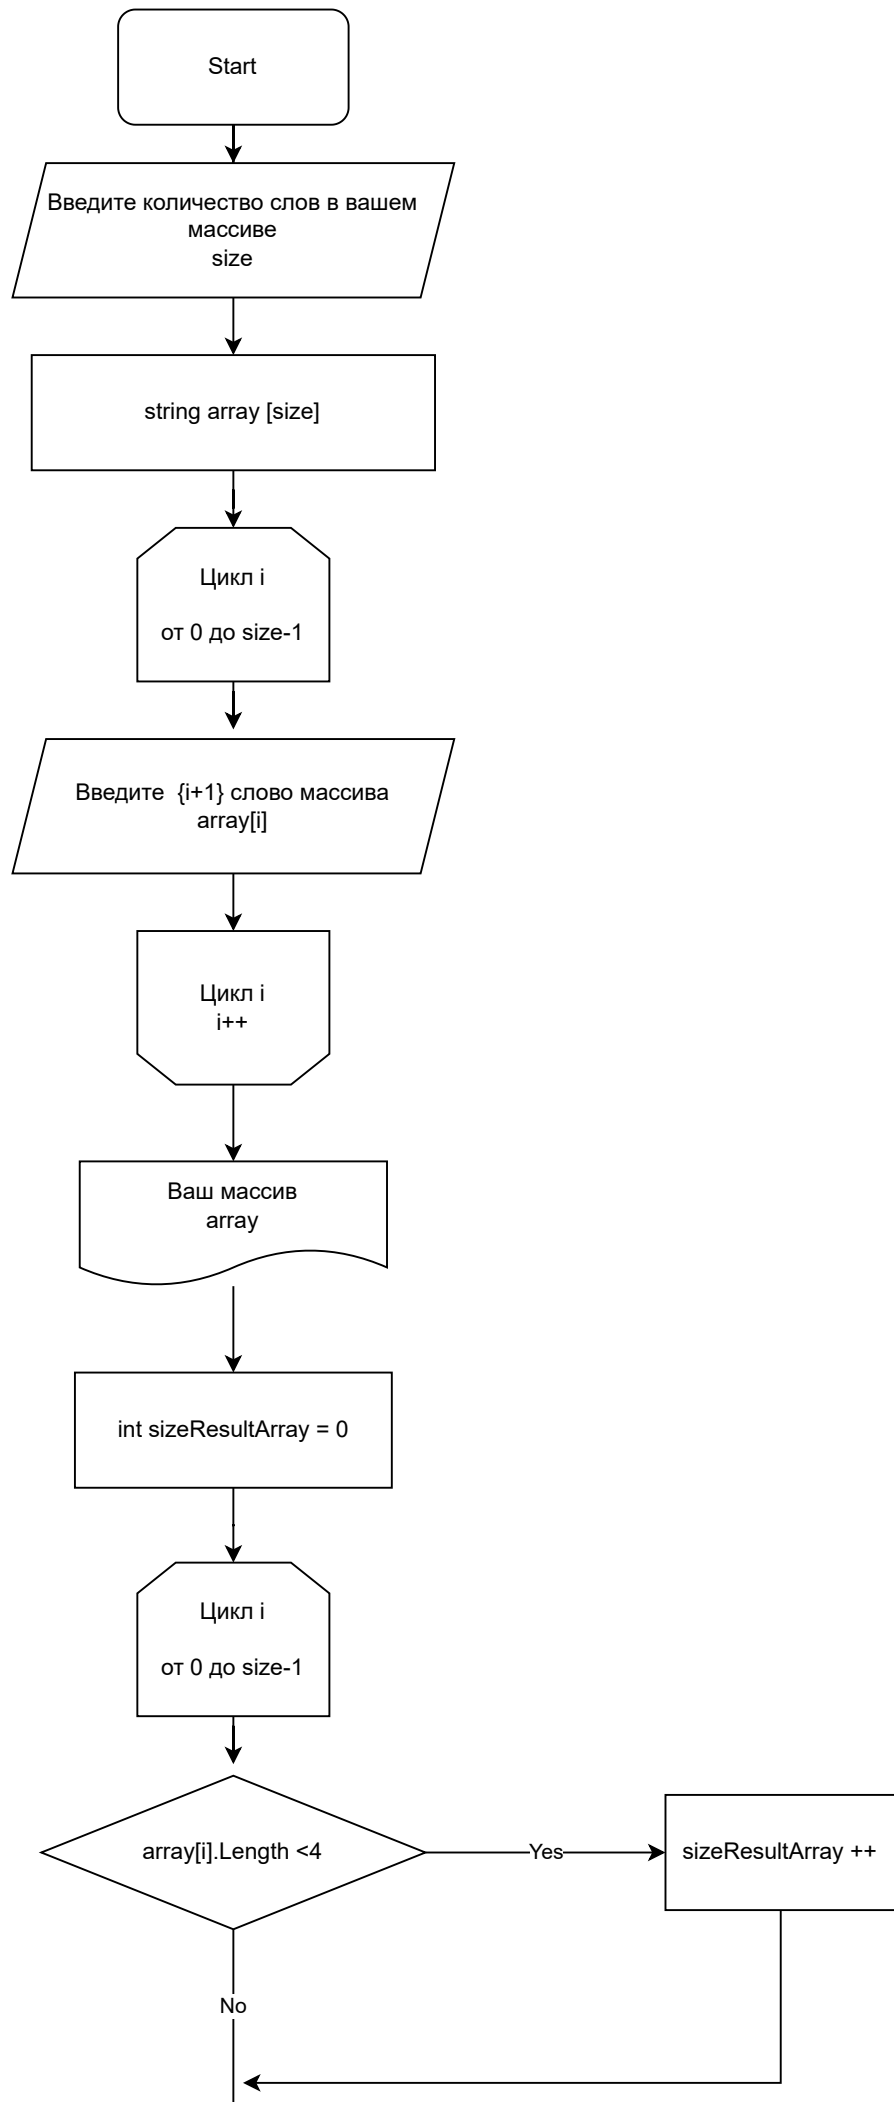 Start
Введите количество слов в вашем
массиве
size
string array [size]
Цикл i
от 0 до size-1
Введите  {i+1} слово массива
array[i]
Цикл i
i++
Ваш массив
array
int sizeResultArray = 0
Цикл i
от 0 до size-1
array[i].Length <4
Yes
sizeResultArray ++
No